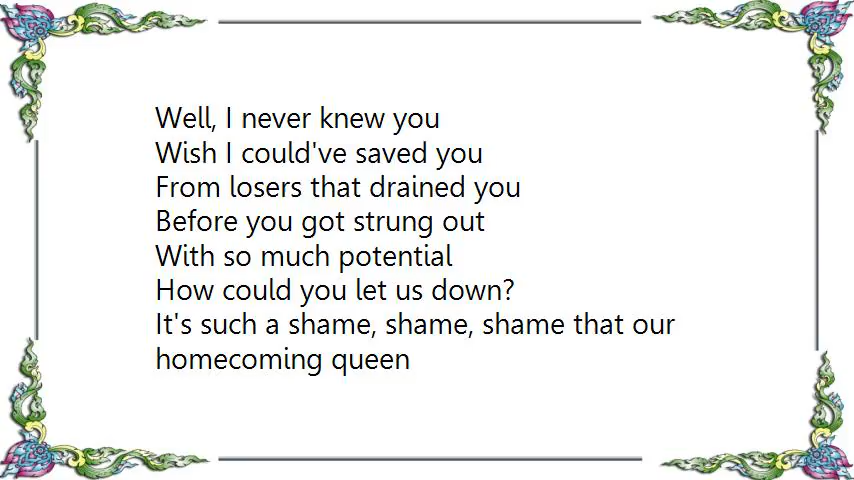 Well, I never knew you
Wish I could've saved you
From losers that drained you
Before you got strung out
With so much potential
How could you let us down?
It's such a shame, shame, shame that our
homecoming queen